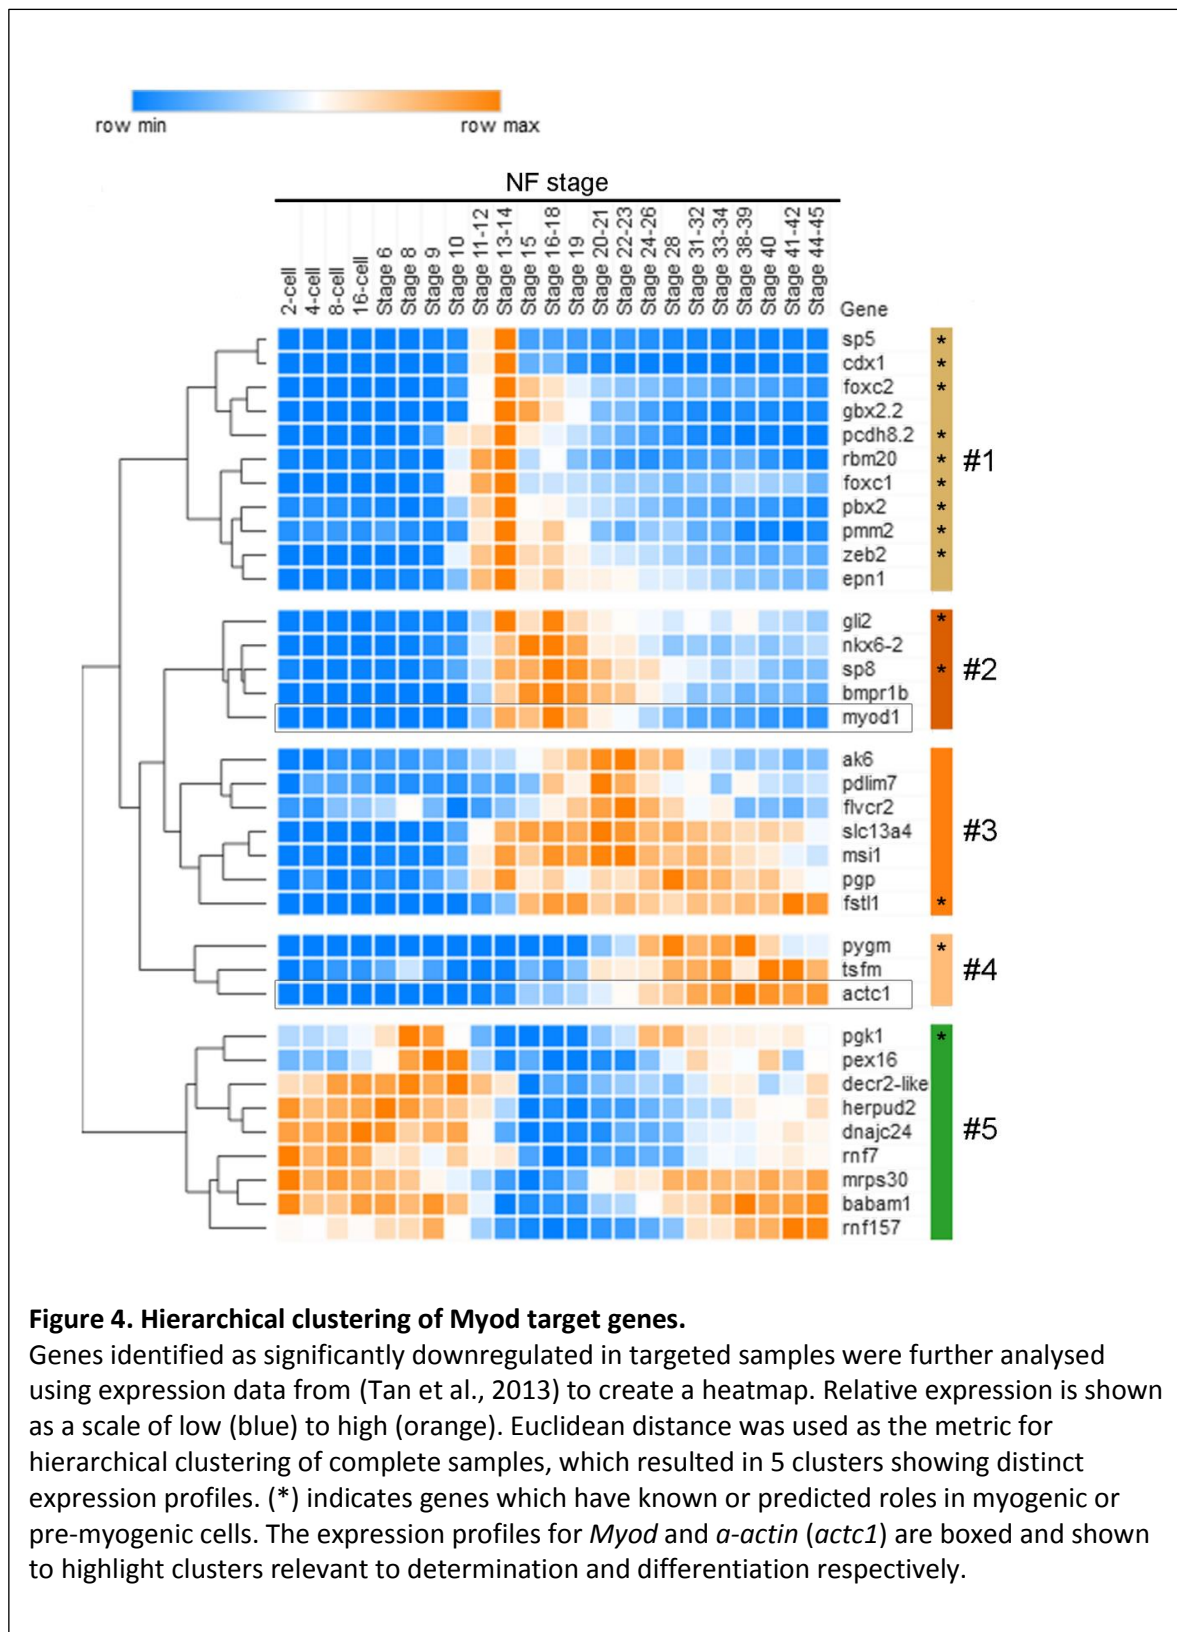 row min
row max
NF stage
2-cell
4-cell
8-cell
16-cell
Stage 6
Stage 8
Stage 9
Stage 10
Stage 11-12
Stage 13-14
Stage 15
Stage 16-18
Stage 19
Stage 20-21
Stage 22-23
Stage 24-26
Stage 28
Stage 31-32
Stage 33-34
Stage 38-39
Stage 40
Stage 41-42
Stage 44-45
Gene
sp5 *
cdx1 *
foxc2 *
gbx2.2
pcdh8.2 *
rbm20 *
#1
foxc1 *
pbx2 *
pmm2 *
zeb2 *
epn1
gli2 *
nkx6-2
sp8 *
#2
bmpr1b
myod1
ak6
pdlim7
flvcr2
slc13a4
#3
msi1
pgp
fstl1 *
pygm *
tsfm
#4
actc1
pgk1 *
pex16
decr2-like
herpud2
dnajc24
#5
rnf7
mrps30
babam1
rnf157
Figure 4. Hierarchical clustering of Myod target genes.
Genes identified as significantly downregulated in targeted samples were further analysed
using expression data from (Tan et al., 2013) to create a heatmap. Relative expression is shown
as a scale of low (blue) to high (orange). Euclidean distance was used as the metric for
hierarchical clustering of complete samples, which resulted in 5 clusters showing distinct
expression profiles. (*) indicates genes which have known or predicted roles in myogenic or
pre-myogenic cells. The expression profiles for Myod and a-actin (actc1) are boxed and shown
to highlight clusters relevant to determination and differentiation respectively.